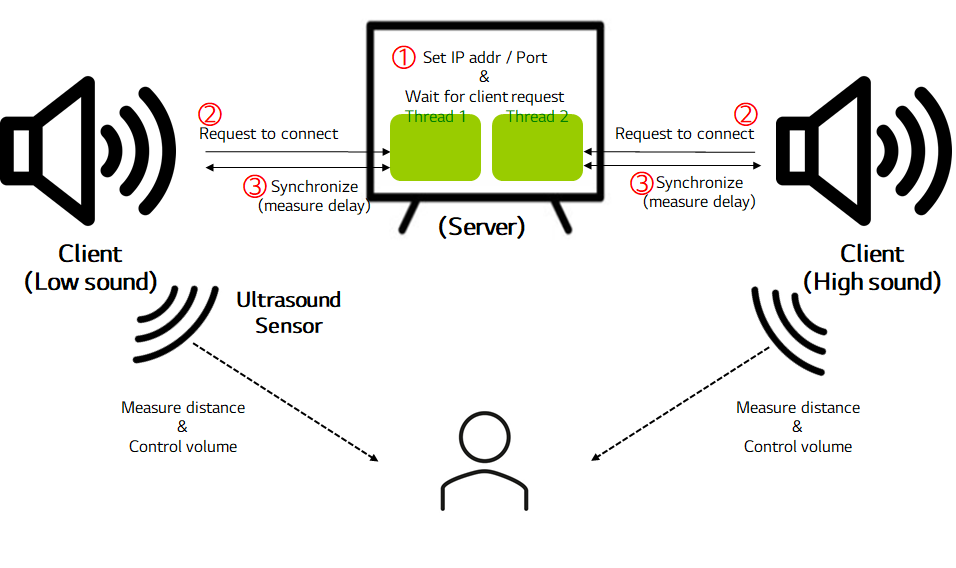 ① Set IP addr / Port
&
Wait for client request
Thread 1 Thread 2
②
Request to connect
③ Synchronize
(measure delay)
②
Request to connect
③ Synchronize
(measure delay)
(Server)
Client
(Low sound)
Client
(High sound)
Ultrasound
Sensor
Measure distance
&
Control volume
Measure distance
&
Control volume